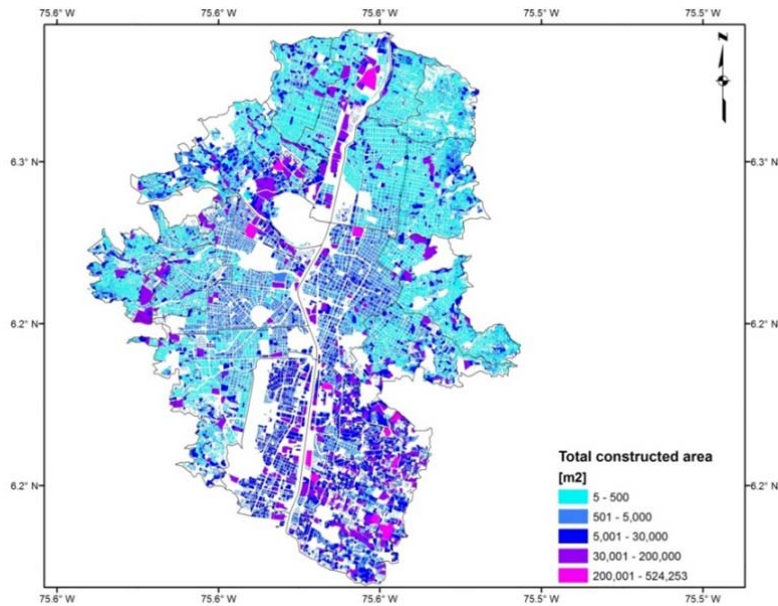 75.6° W 75.6° W 75.6° W 75.5° W 75.5° W
N
6.3° N 6.3° N
6.2° N 6.2° N
Total constructed area
[m2]
5 - 500
6.2° N 6.2° N
501 - 5,000
5,001 - 30,000
30,001 - 200,000
200,001 - 524,253
75.6° W 75.6° W 75.6° W 75.5° W 75.5° W